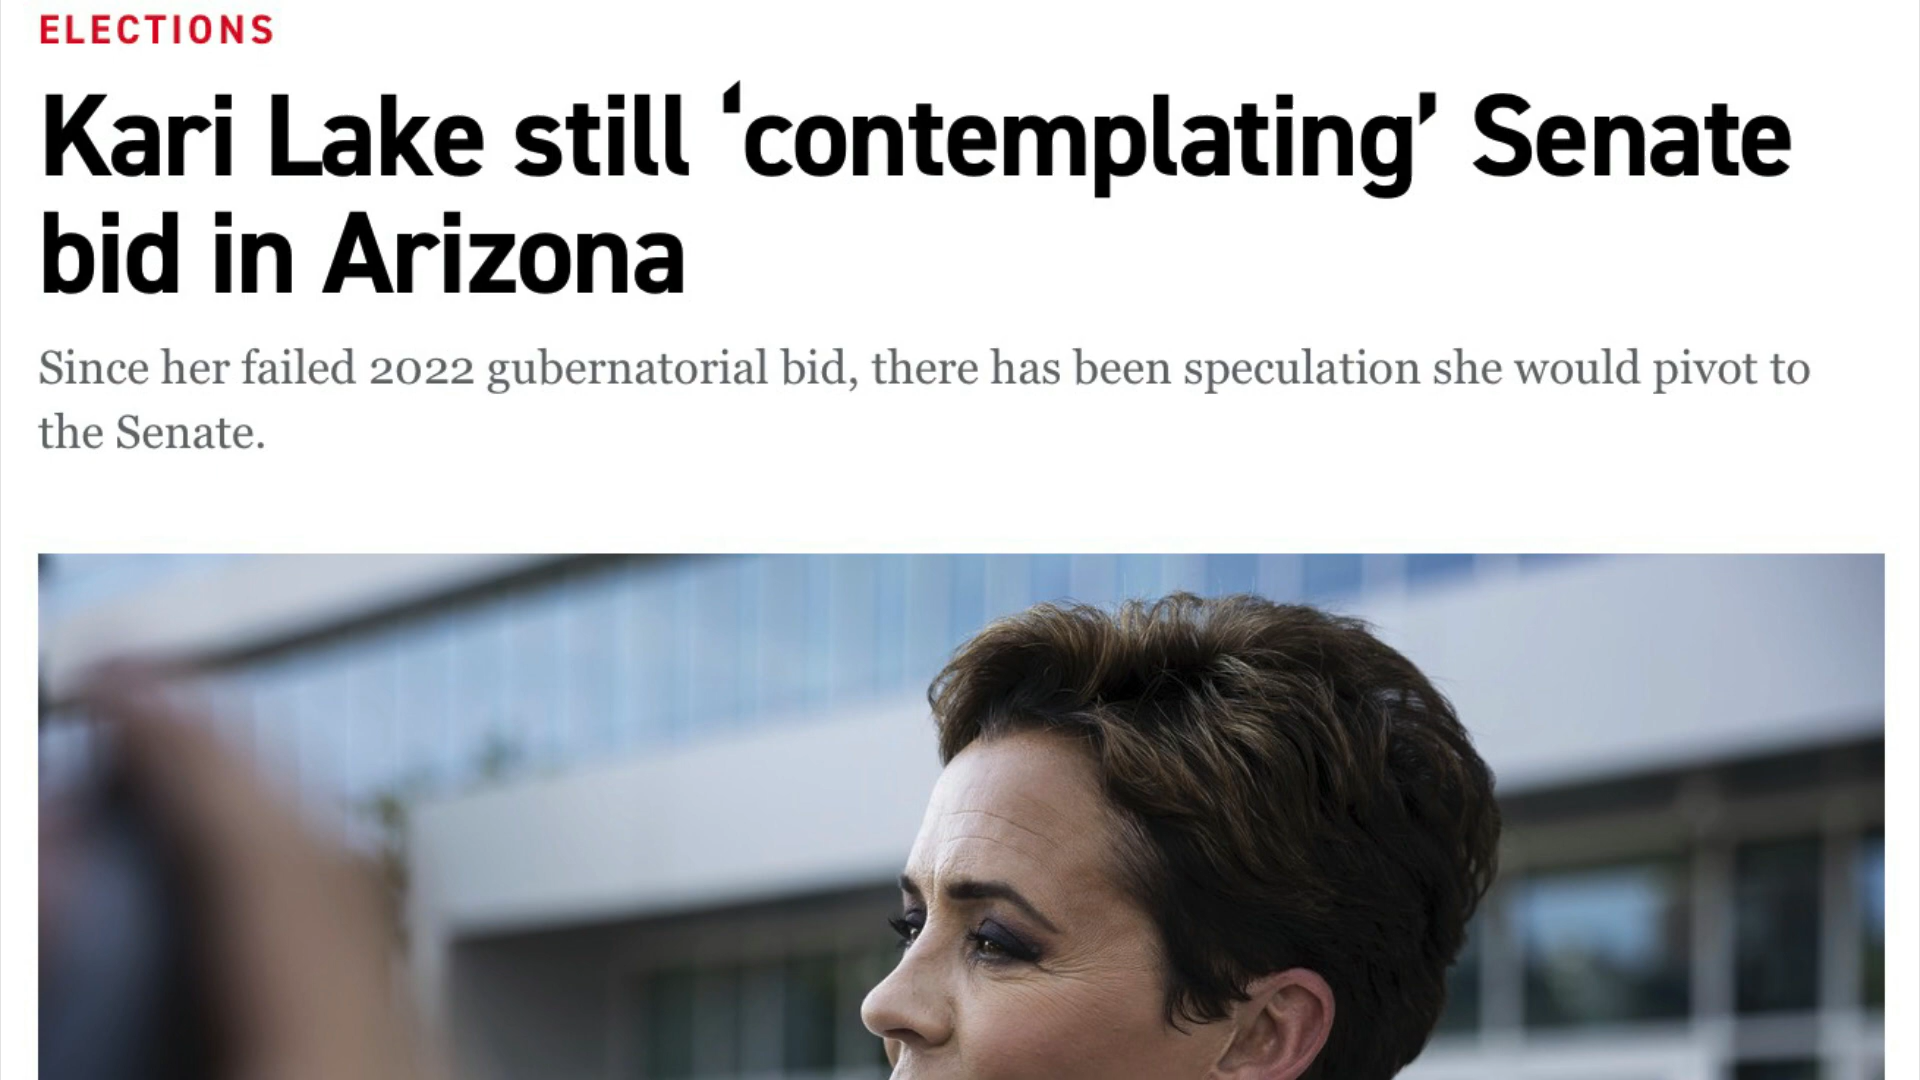 ELECTIONS
Kari Lake still ‘contemplating’ Senate
bid in Arizona
Since her failed 2022 gubernatorial bid, there has been speculation she would pivot to
the Senate.